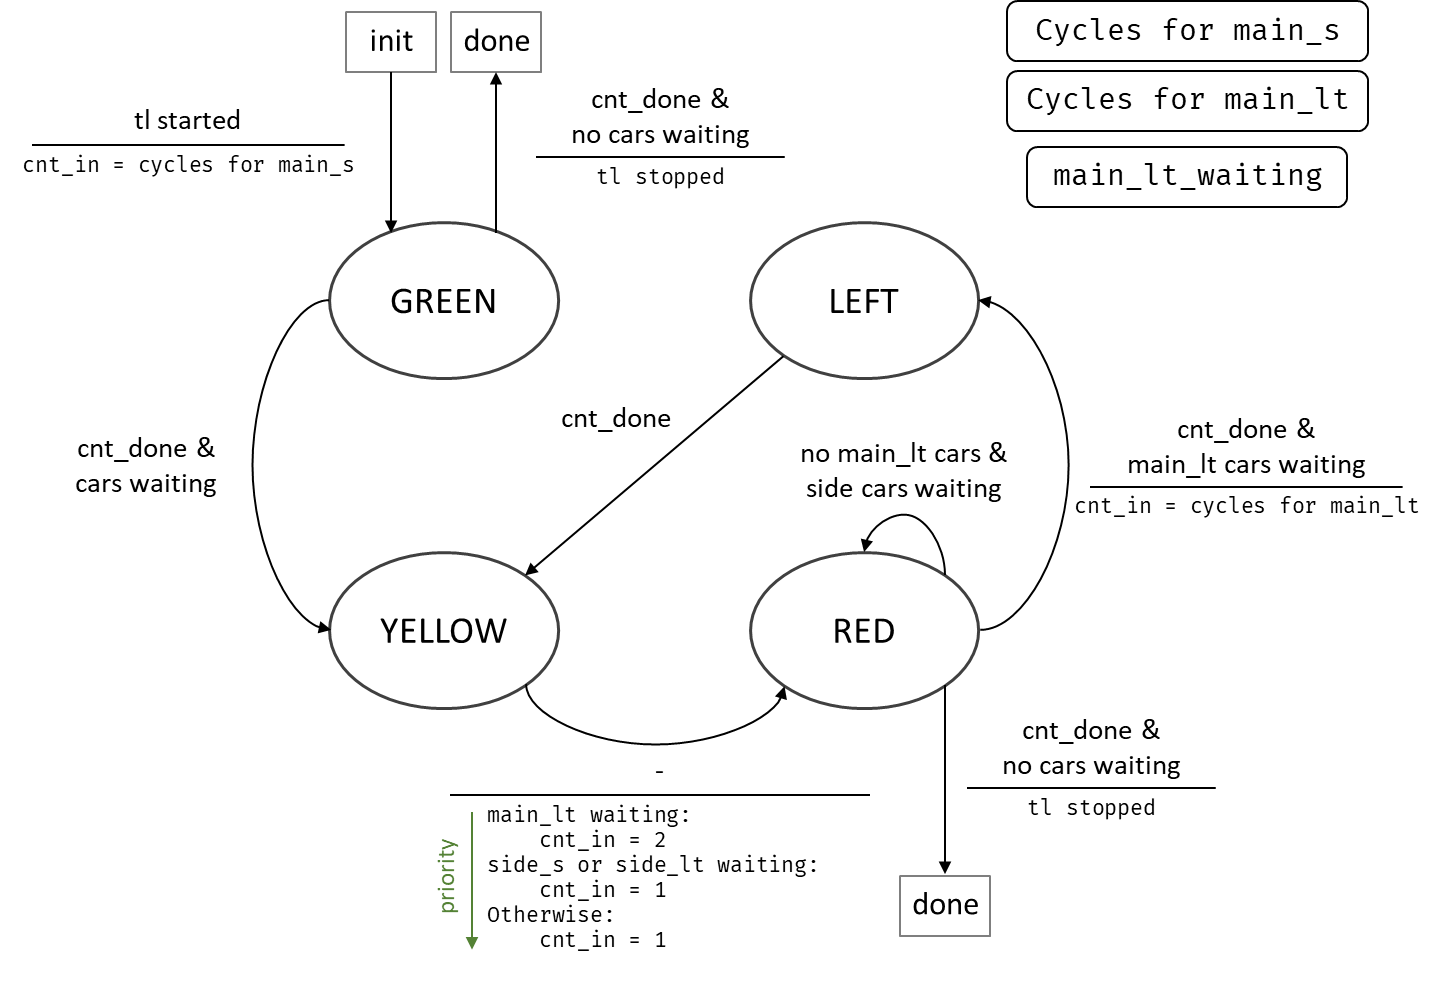 init
done
Cycles for main_s
Cycles for main_lt
main_lt_waiting
tl started
cnt_in = cycles for main_s
cnt_done &
no cars waiting
tl stopped
GREEN
LEFT
cnt_done
cnt_done &
cars waiting
no main_lt cars &
side cars waiting
cnt_done &
main_lt cars waiting
cnt_in = cycles for main_lt
YELLOW
RED
-
main_lt waiting:
cnt_in = 2
side_s or side_lt waiting:
cnt_in = 1
Otherwise:
cnt_in = 1
priority
cnt_done &
no cars waiting
tl stopped
done